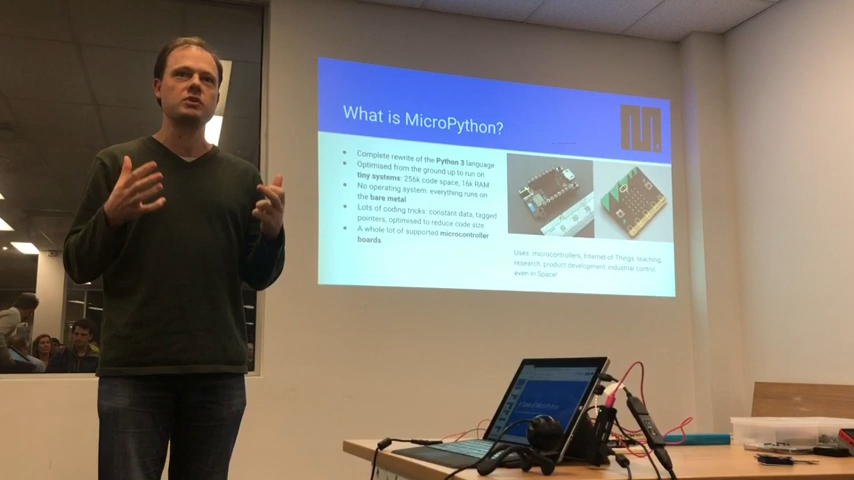 What is MicroPython?
Complete rewrite of the Python 3 language
Optimised from the ground up to run on
tiny systems: 256k code space, 16k RAM
No operating system: everything runs on
the bare metal
Lots of coding tricks: constant data, tagged
pointers, optimised to reduce code size
A whole lot of supported microcontroller
boards
Uses: microcontrollers, Internet of Things, teaching,
research, product development, industrial control,
even in Space!